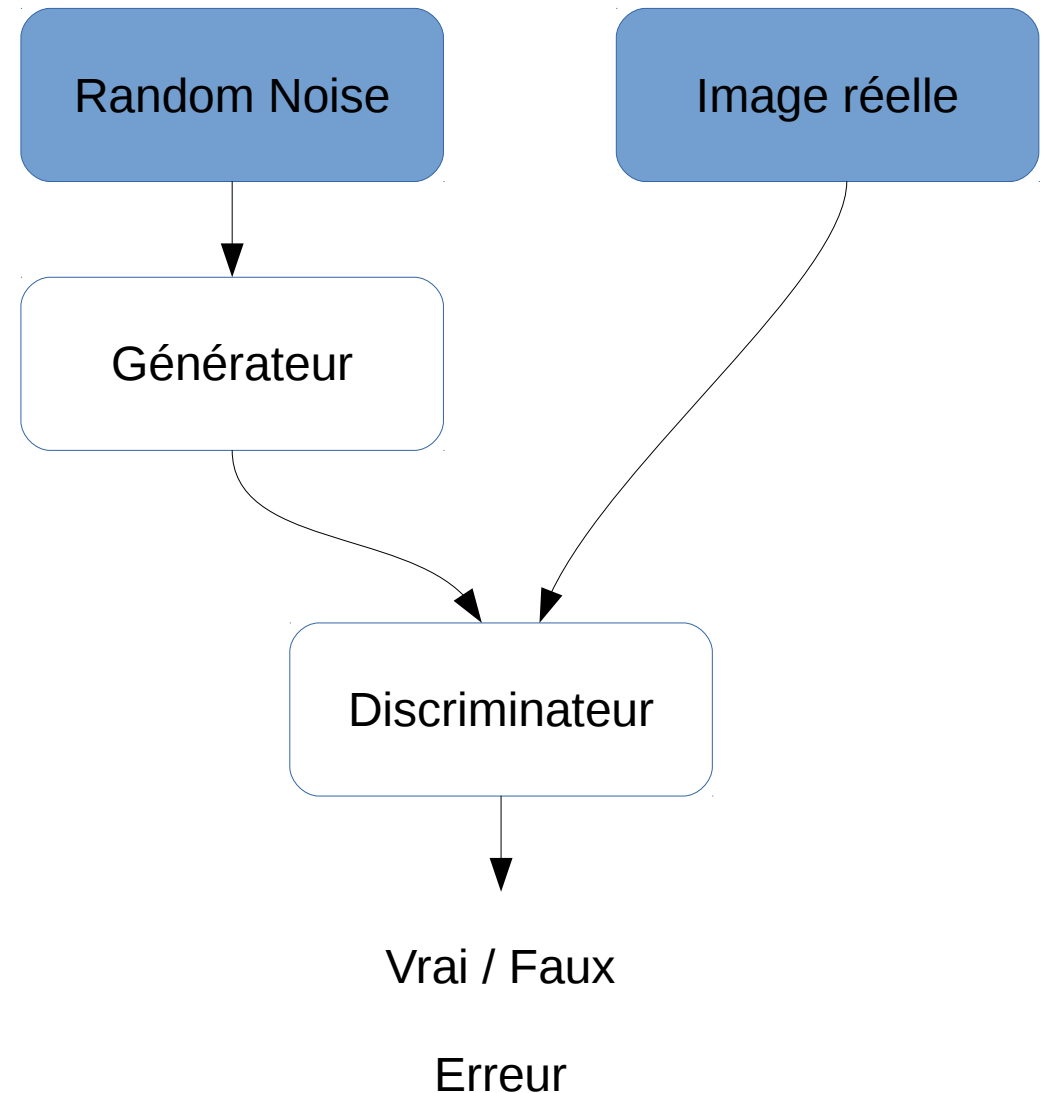 Random Noise
Image réelle
Générateur
Discriminateur
Vrai / Faux
Erreur